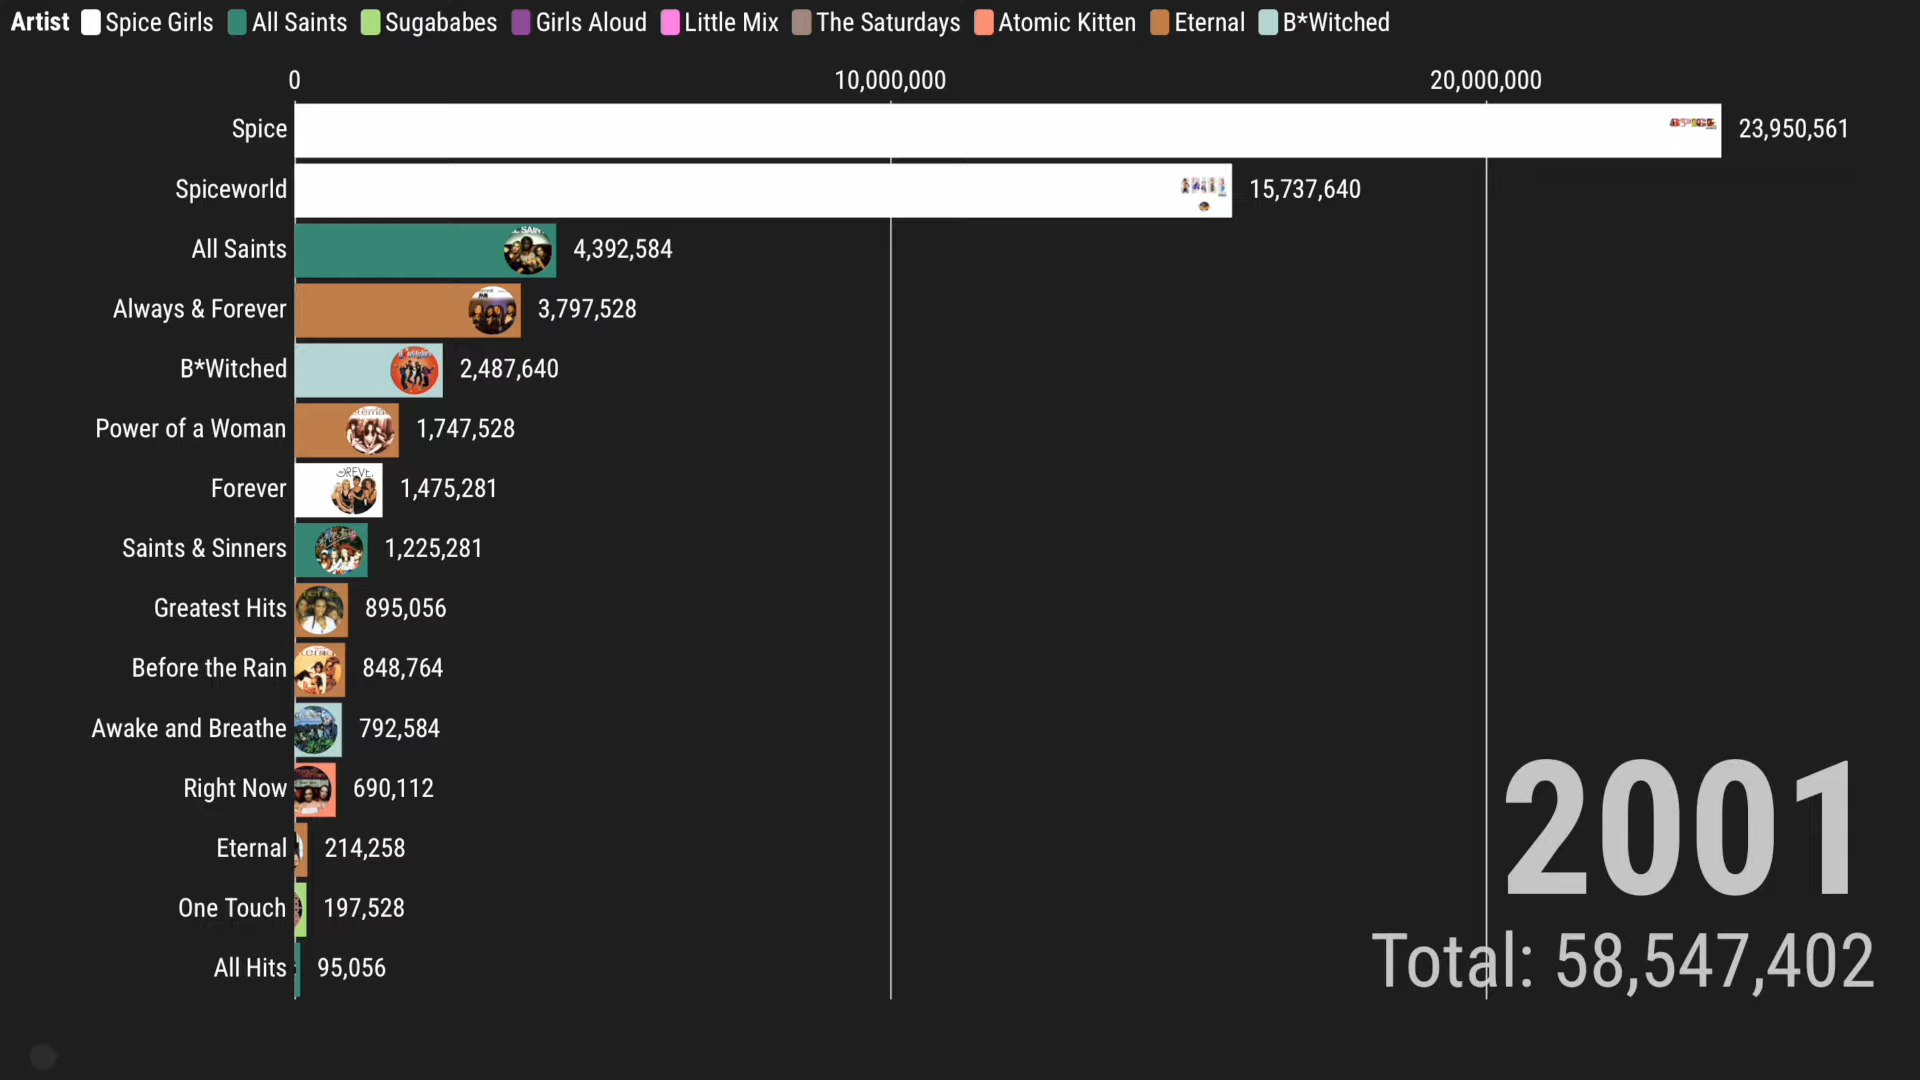 Artist Spice Girls All Saints Sugababes Girls Aloud Little Mix The Saturdays Atomic Kitten Eternal B*Witched
0 10,000,000 20,000,000
Spice 23,950,561
Spiceworld 15,737,640
All Saints 4,392,584
Always & Forever 3,797,528
B*Witched 2,487,640
Power of a Woman 1,747,528
Forever 1,475,281
Saints & Sinners 1,225,281
Greatest Hits 895,056
Before the Rain 848,764
Awake and Breathe 792,584
Right Now 690,112
Eternal 214,258
One Touch 197,528
All Hits 95,056
2001
Total: 58,547,402